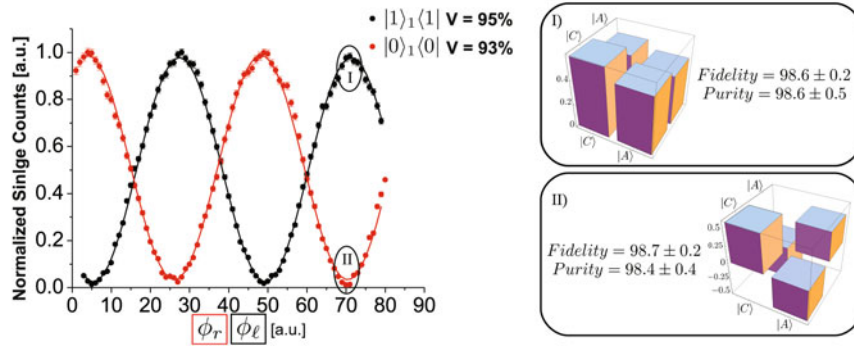 |1⟩₁⟨1| V = 95%
|0⟩₁⟨0| V = 93%
Normalized Sinlge Counts [a.u.]
1.0
0.8
0.6
0.4
0.2
0.0
0 10 20 30 40 50 60 70 80 90
ϕᵣ ϕℓ [a.u.]
I
II
I)
|A⟩
|C⟩
0.4
0.2
0
|C⟩
|A⟩
Fidelity = 98.6 ± 0.2
Purity = 98.6 ± 0.5
II)
Fidelity = 98.7 ± 0.2
Purity = 98.4 ± 0.4
|A⟩
|C⟩
0.5
0.25
0
−0.25
−0.5
|C⟩
|A⟩